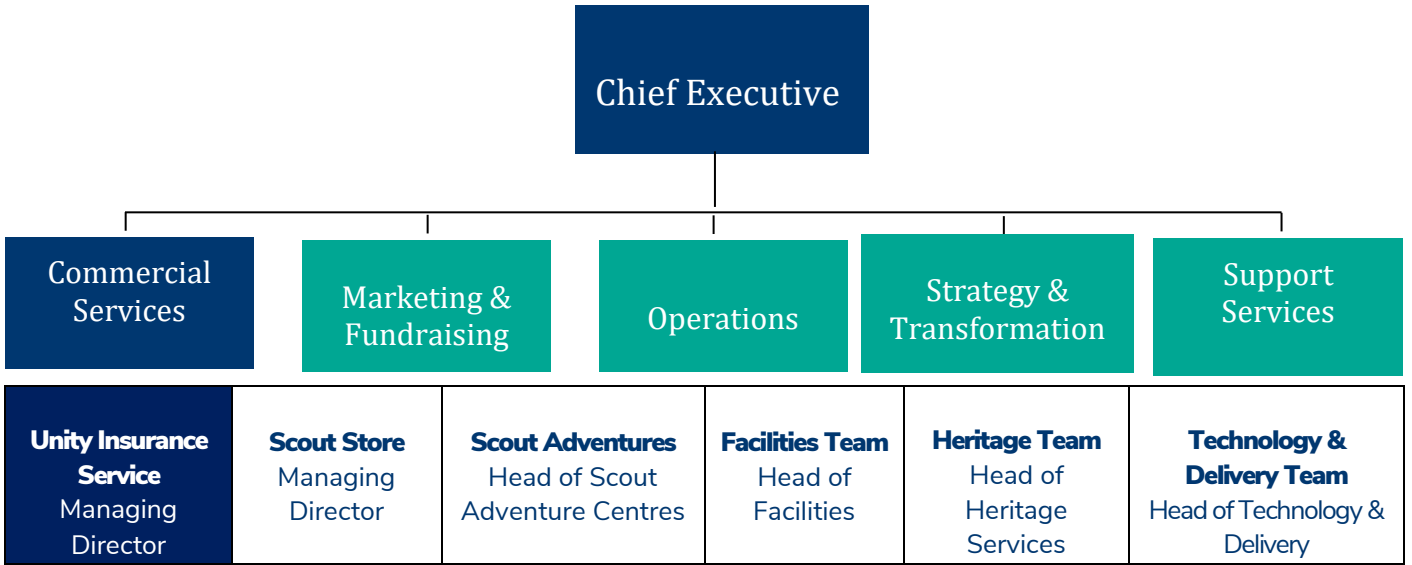 Chief Executive
Commercial
Services
Marketing &
Fundraising
Operations
Strategy &
Transformation
Support
Services
Unity Insurance
Service
Managing
Director
Scout Store
Managing
Director
Scout Adventures
Head of Scout
Adventure Centres
Facilities Team
Head of
Facilities
Heritage Team
Head of
Heritage
Services
Technology &
Delivery Team
Head of Technology &
Delivery